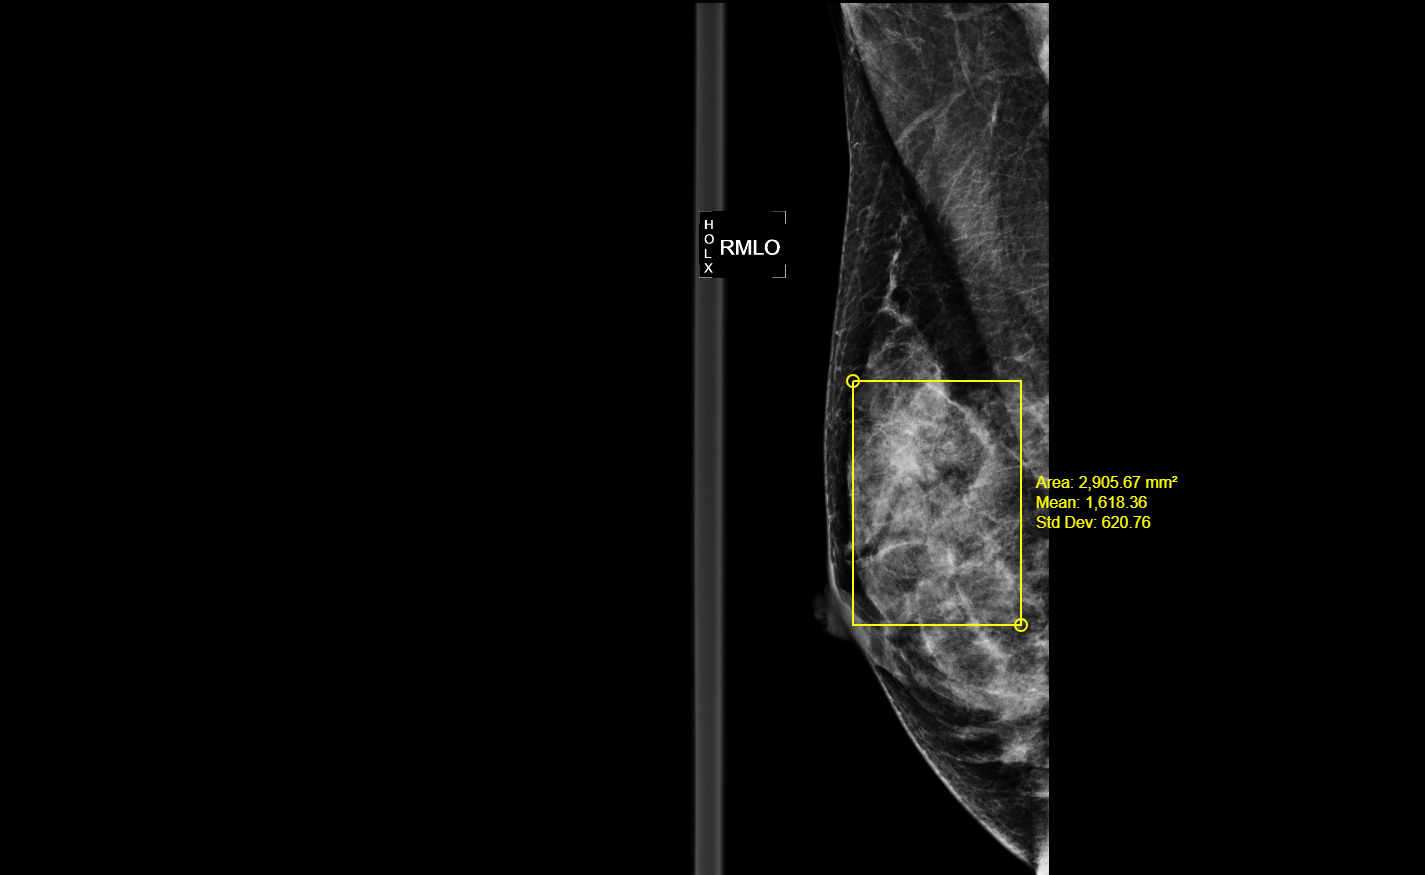 H
O
L
X
RMLO
Area: 2,905.67 mm²
Mean: 1,618.36
Std Dev: 620.76